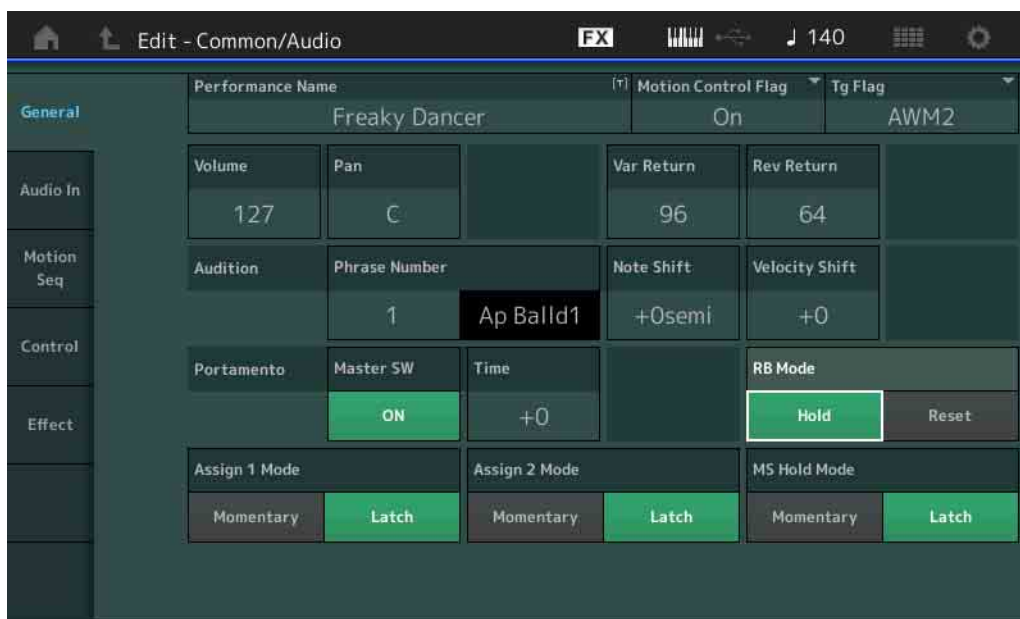 Edit - Common/Audio FX ♩ 140
General
Performance Name [T] Motion Control Flag Tg Flag
Freaky Dancer On AWM2
Audio In
Volume Pan Var Return Rev Return
127 C 96 64
Motion
Seq
Audition Phrase Number Note Shift Velocity Shift
1 Ap Balld1 +0semi +0
Control
Portamento Master SW Time RB Mode
ON +0 Hold Reset
Effect
Assign 1 Mode Assign 2 Mode MS Hold Mode
Momentary Latch Momentary Latch Momentary Latch